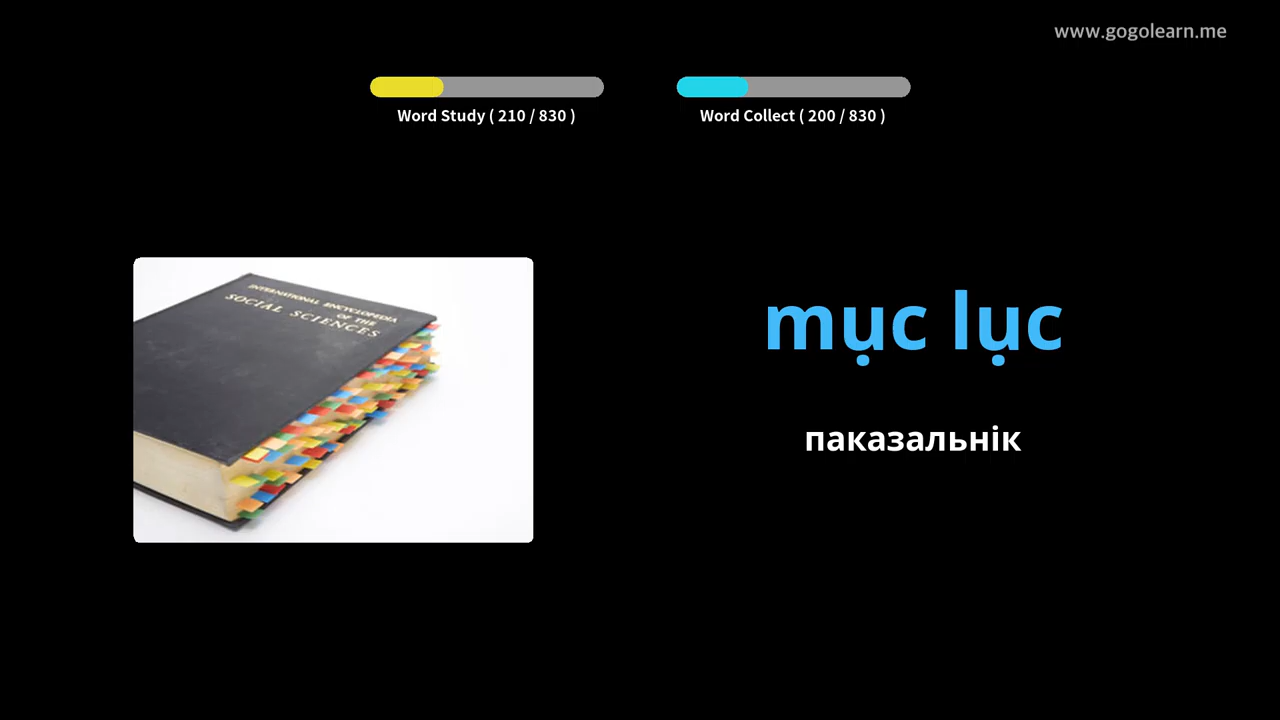 www.gogolearn.me
Word Study ( 210 / 830 )
Word Collect ( 200 / 830 )
INTERNATIONAL ENCYCLOPEDIA
OF THE
SOCIAL SCIENCES
mục lục
паказальнік